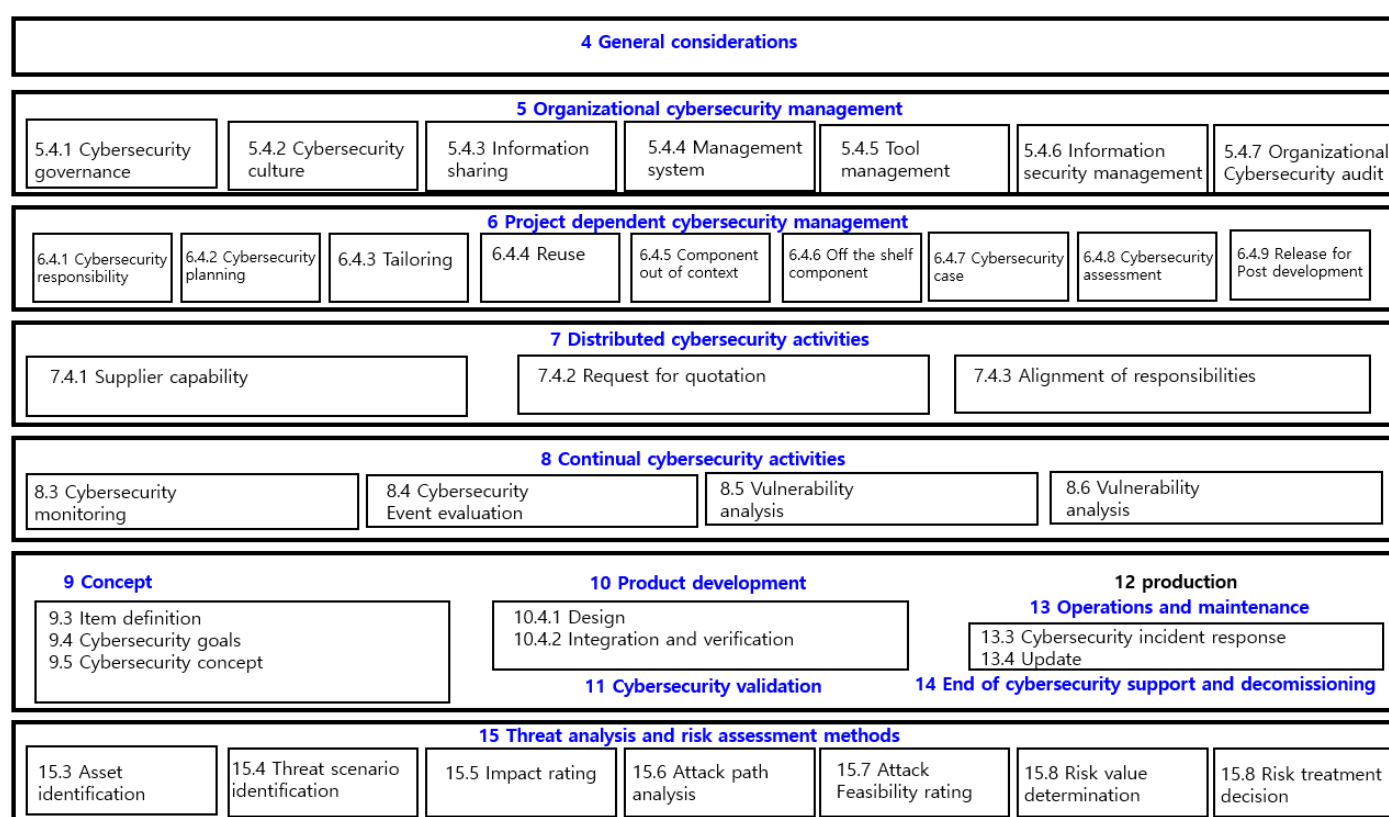 4 General considerations
5 Organizational cybersecurity management
5.4.1 Cybersecurity
governance
5.4.2 Cybersecurity
culture
5.4.3 Information
sharing
5.4.4 Management
system
5.4.5 Tool
management
5.4.6 Information
security management
5.4.7 Organizational
Cybersecurity audit
6 Project dependent cybersecurity management
6.4.1 Cybersecurity
responsibility
6.4.2 Cybersecurity
planning
6.4.3 Tailoring
6.4.4 Reuse
6.4.5 Component
out of context
6.4.6 Off the shelf
component
6.4.7 Cybersecurity
case
6.4.8 Cybersecurity
assessment
6.4.9 Release for
Post development
7 Distributed cybersecurity activities
7.4.1 Supplier capability
7.4.2 Request for quotation
7.4.3 Alignment of responsibilities
8 Continual cybersecurity activities
8.3 Cybersecurity
monitoring
8.4 Cybersecurity
Event evaluation
8.5 Vulnerability
analysis
8.6 Vulnerability
analysis
9 Concept
9.3 Item definition
9.4 Cybersecurity goals
9.5 Cybersecurity concept
10 Product development
10.4.1 Design
10.4.2 Integration and verification
11 Cybersecurity validation
12 production
13 Operations and maintenance
13.3 Cybersecurity incident response
13.4 Update
14 End of cybersecurity support and decomissioning
15 Threat analysis and risk assessment methods
15.3 Asset
identification
15.4 Threat scenario
identification
15.5 Impact rating
15.6 Attack path
analysis
15.7 Attack
Feasibility rating
15.8 Risk value
determination
15.8 Risk treatment
decision